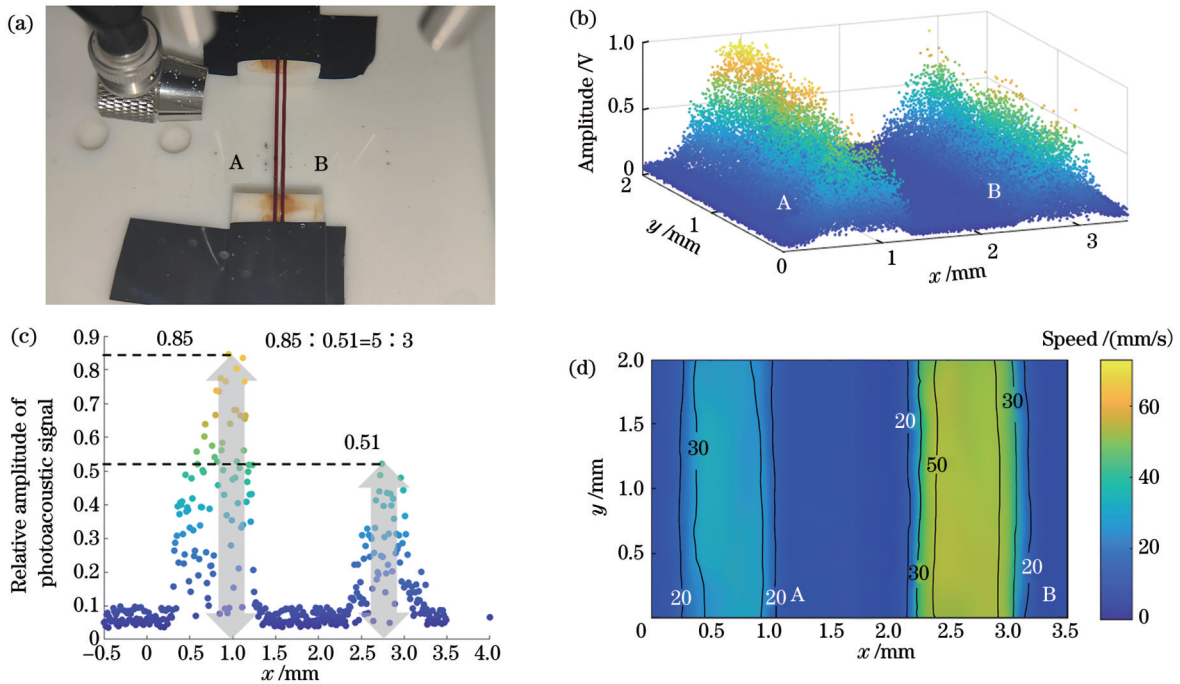 (a)
A
B
(b)
Amplitude /V
1.0
0.5
0
2
1
0
y /mm
A
B
1
2
3
x /mm
(c)
0.85
0.85∶0.51=5∶3
0.51
Relative amplitude of
photoacoustic signal
0.9
0.8
0.7
0.6
0.5
0.4
0.3
0.2
0.1
0
−0.5
0
0.5
1.0
1.5
2.0
2.5
3.0
3.5
4.0
x /mm
(d)
Speed /(mm/s)
2.0
1.5
1.0
0.5
y /mm
30
20
20
A
20
50
30
30
20
B
0
0.5
1.0
1.5
2.0
2.5
3.0
3.5
x /mm
60
40
20
0